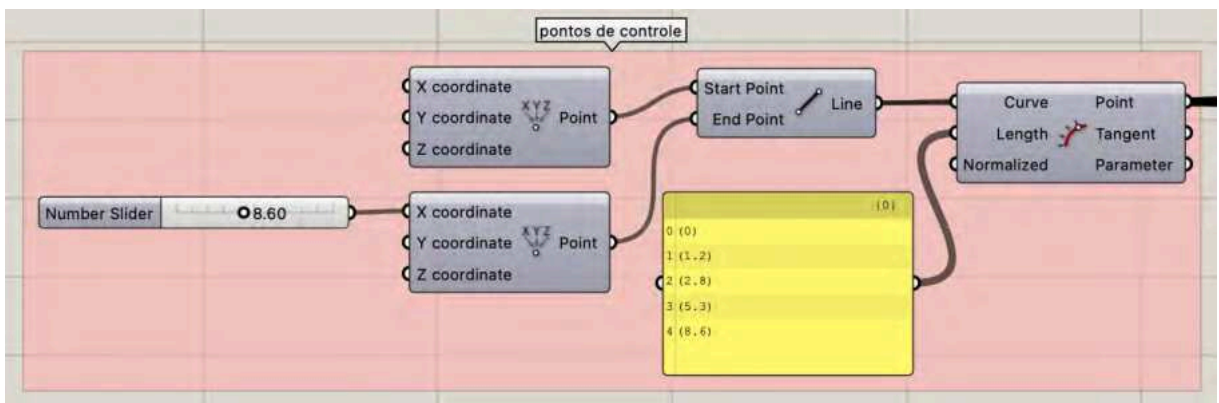 pontos de controle
X coordinate
Y coordinate
Z coordinate
XYZ
Point
Start Point
End Point
Line
Curve
Length
Normalized
Point
Tangent
Parameter
Number Slider
8.60
X coordinate
Y coordinate
Z coordinate
XYZ
Point
{0}
0 (0)
1 (1.2)
2 (2.8)
3 (5.3)
4 (8.6)